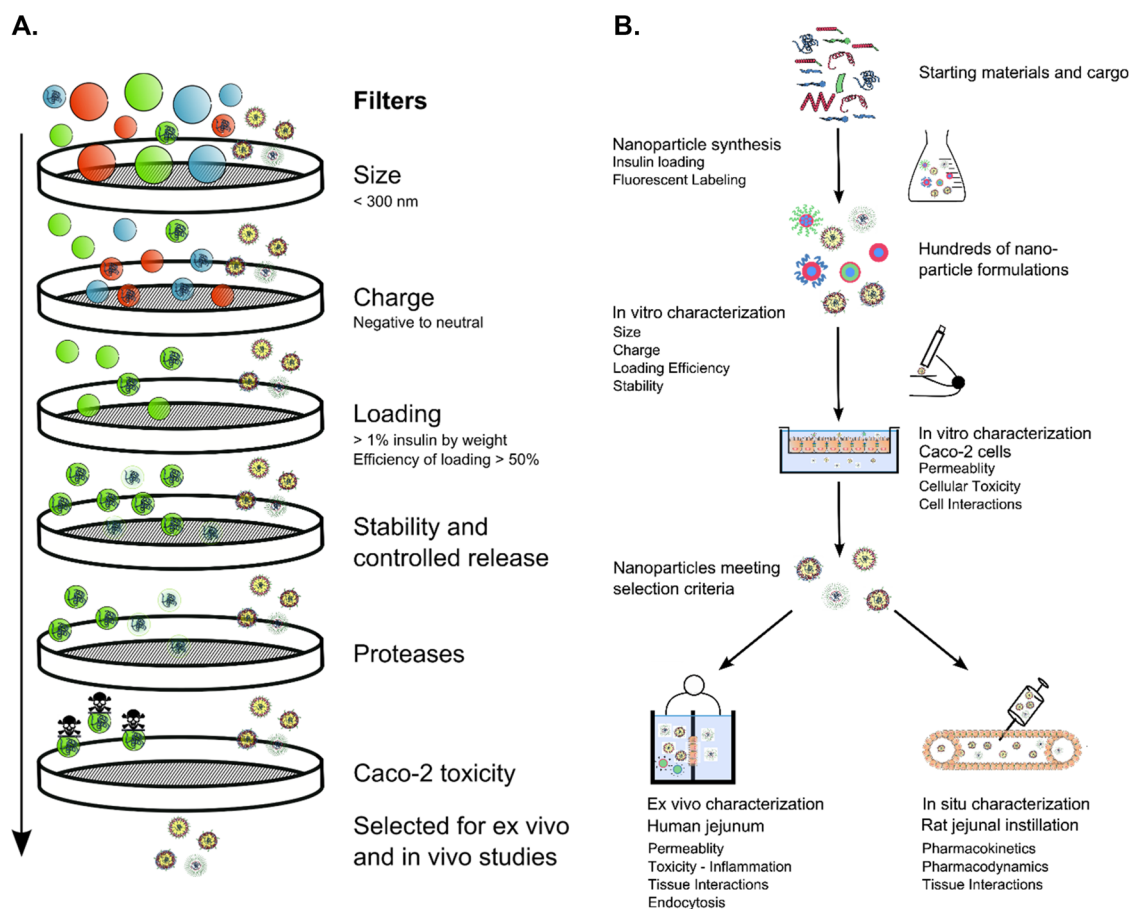 A.
Filters
Size
< 300 nm
Charge
Negative to neutral
Loading
> 1% insulin by weight
Efficiency of loading > 50%
Stability and
controlled release
Proteases
Caco-2 toxicity
Selected for ex vivo
and in vivo studies
B.
Starting materials and cargo
Nanoparticle synthesis
Insulin loading
Fluorescent Labeling
Hundreds of nano-
particle formulations
In vitro characterization
Size
Charge
Loading Efficiency
Stability
In vitro characterization
Caco-2 cells
Permeablity
Cellular Toxicity
Cell Interactions
Nanoparticles meeting
selection criteria
Ex vivo characterization
Human jejunum
Permeablity
Toxicity - Inflammation
Tissue Interactions
Endocytosis
In situ characterization
Rat jejunal instillation
Pharmacokinetics
Pharmacodynamics
Tissue Interactions